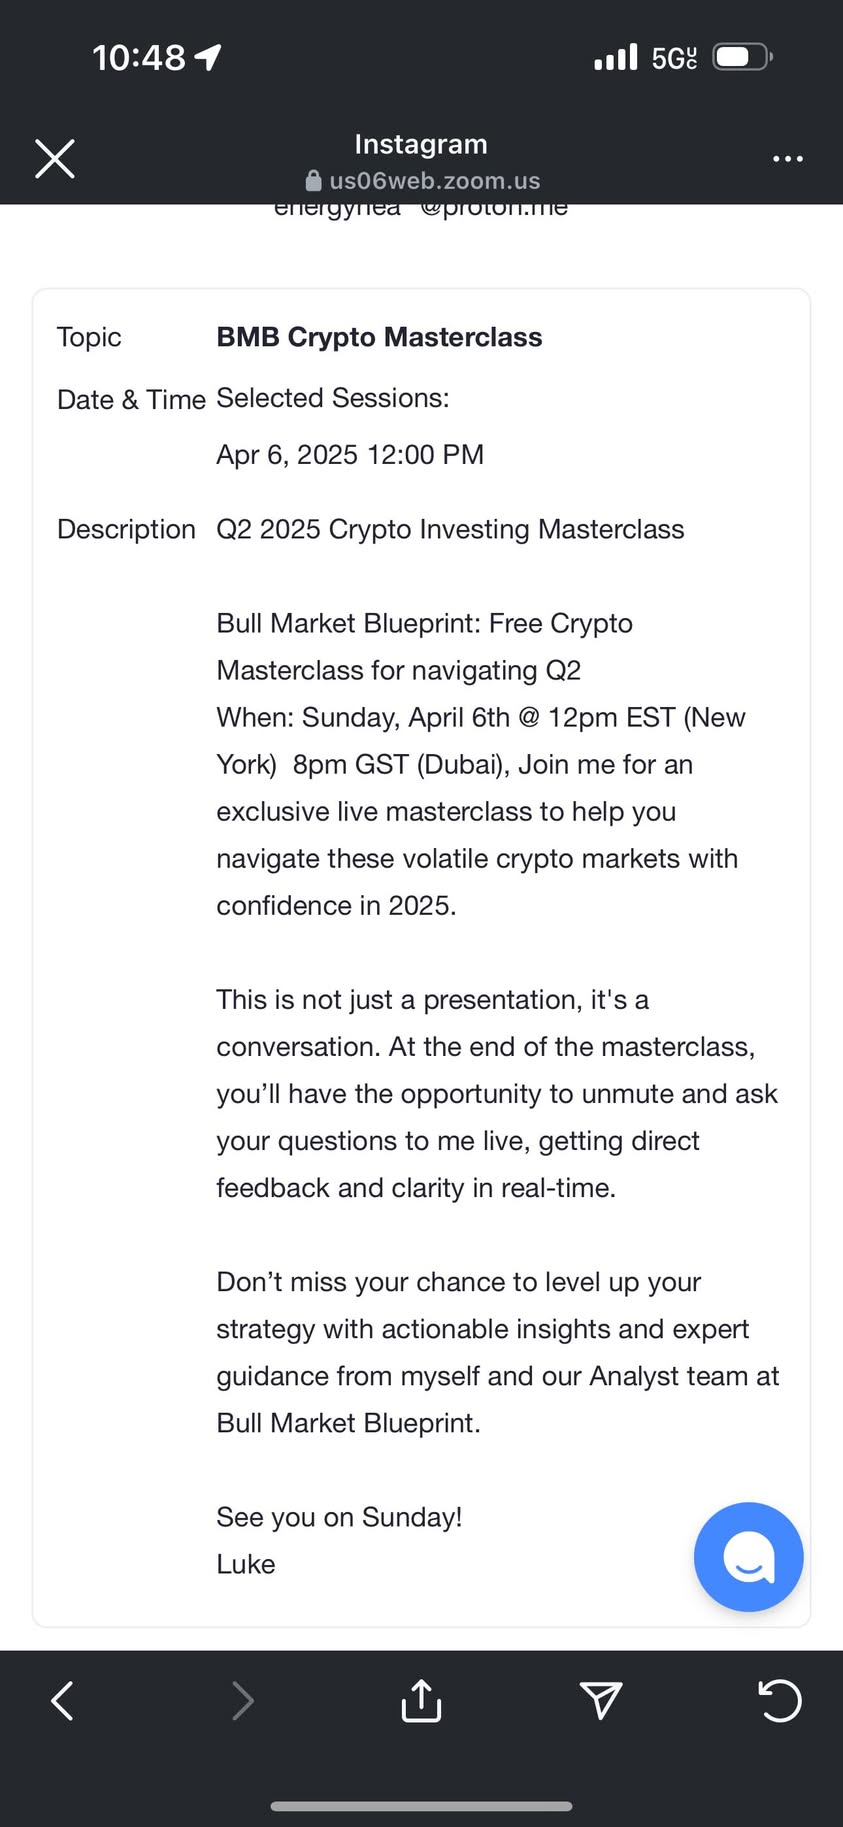 10:48
5G UC
Instagram
us06web.zoom.us
@proton.me
Topic
BMB Crypto Masterclass
Date & Time
Selected Sessions:
Apr 6, 2025 12:00 PM
Description
Q2 2025 Crypto Investing Masterclass
Bull Market Blueprint: Free Crypto
Masterclass for navigating Q2
When: Sunday, April 6th @ 12pm EST (New
York)  8pm GST (Dubai), Join me for an
exclusive live masterclass to help you
navigate these volatile crypto markets with
confidence in 2025.
This is not just a presentation, it's a
conversation. At the end of the masterclass,
you’ll have the opportunity to unmute and ask
your questions to me live, getting direct
feedback and clarity in real-time.
Don’t miss your chance to level up your
strategy with actionable insights and expert
guidance from myself and our Analyst team at
Bull Market Blueprint.
See you on Sunday!
Luke